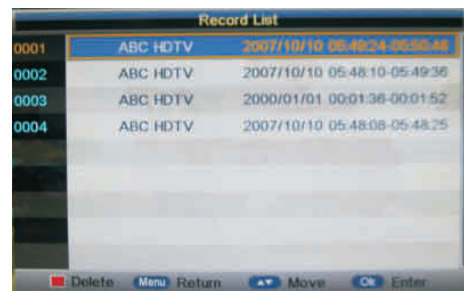 Record List
0001 ABC HDTV 2007/10/10 05:49:24-05:50:46
0002 ABC HDTV 2007/10/10 05:48:10-05:49:36
0003 ABC HDTV 2000/01/01 00:01:36-00:01:52
0004 ABC HDTV 2007/10/10 05:48:08-05:48:25
Delete Menu Return Move OK Enter